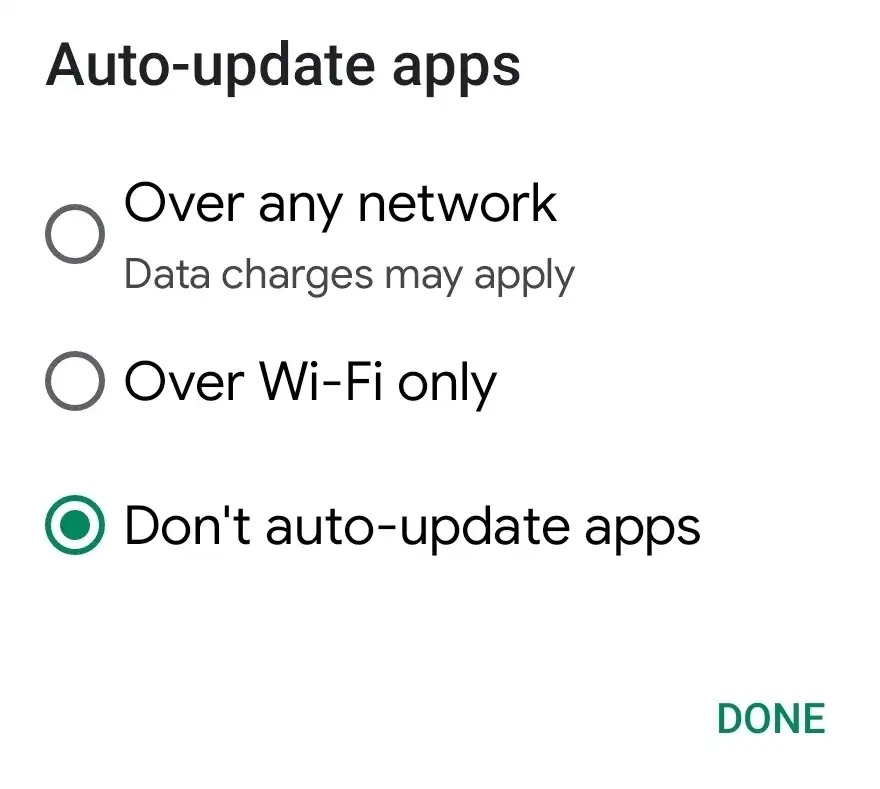 Auto-update apps
Over any network
Data charges may apply
Over Wi-Fi only
Don't auto-update apps
DONE